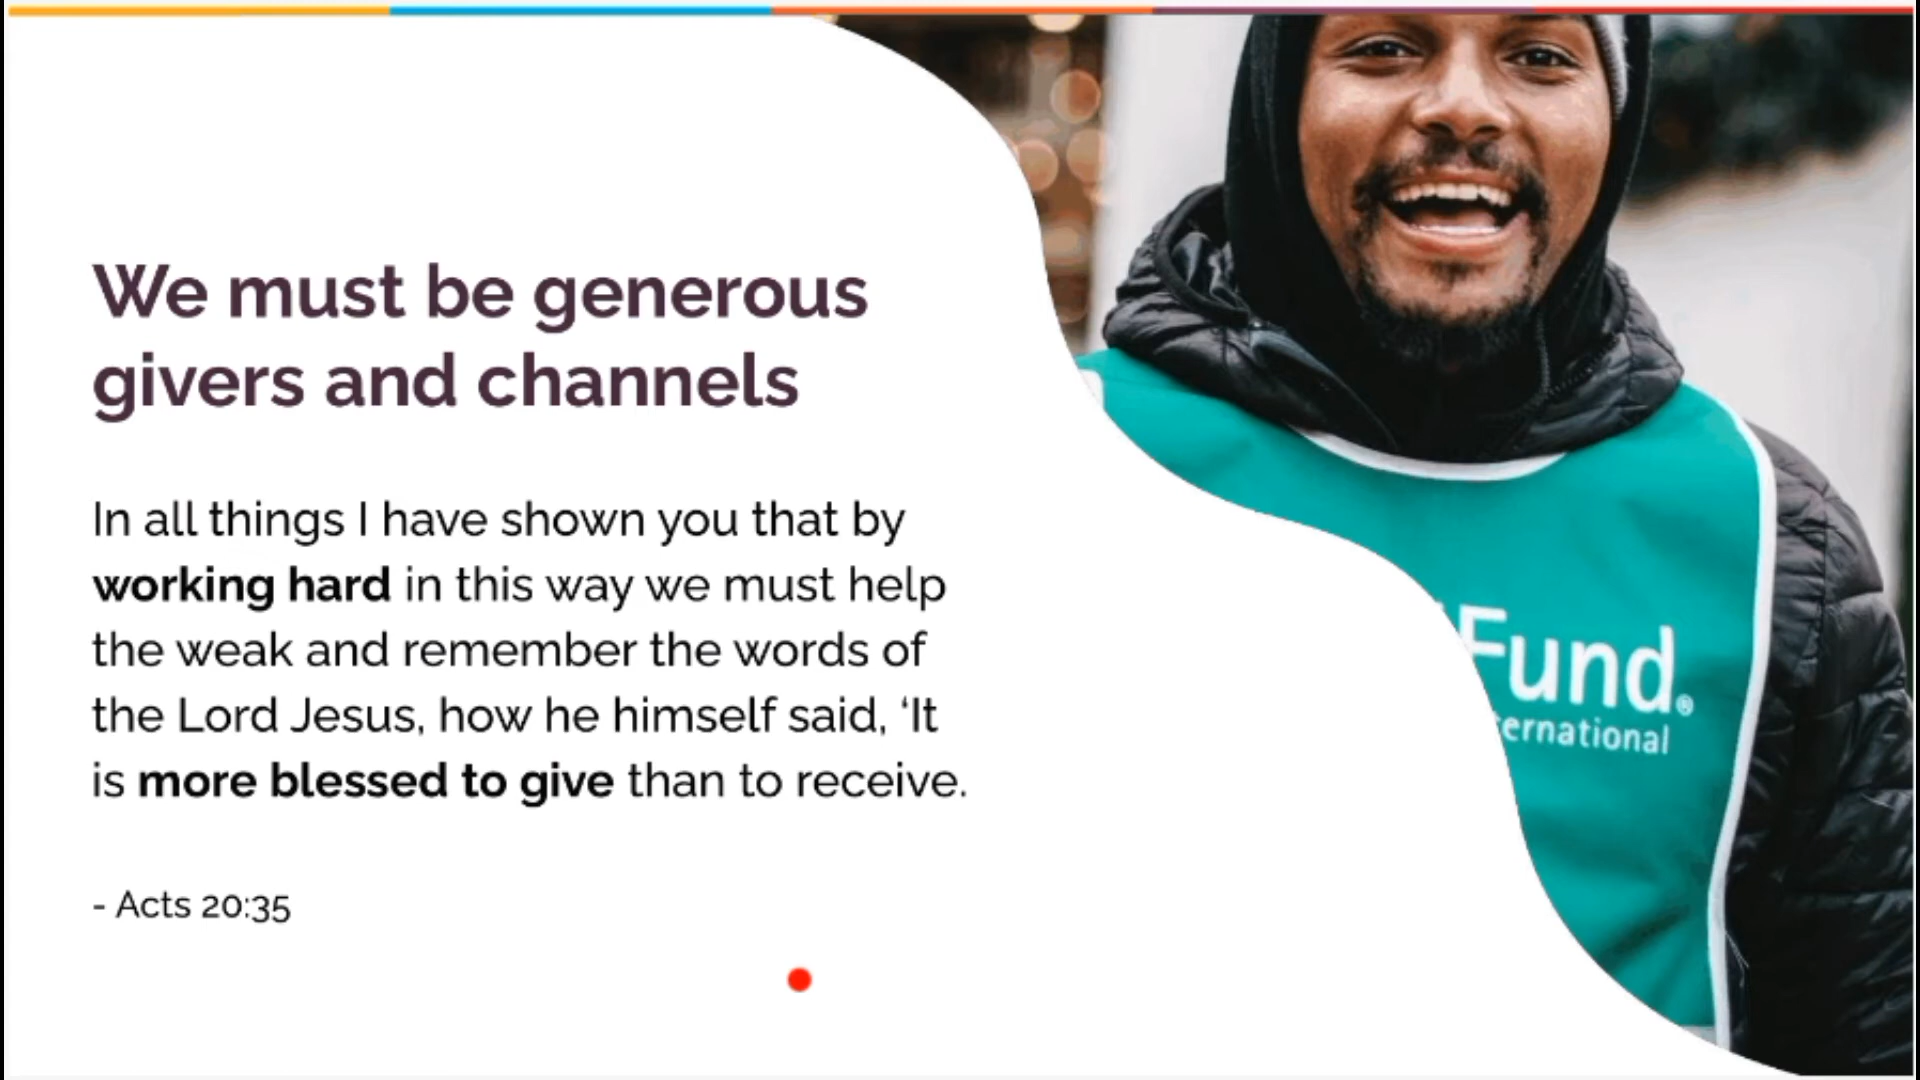 We must be generous
givers and channels
In all things I have shown you that by
working hard in this way we must help
the weak and remember the words of
the Lord Jesus, how he himself said, ‘It
is more blessed to give than to receive.
- Acts 20:35
Fund®
ernational